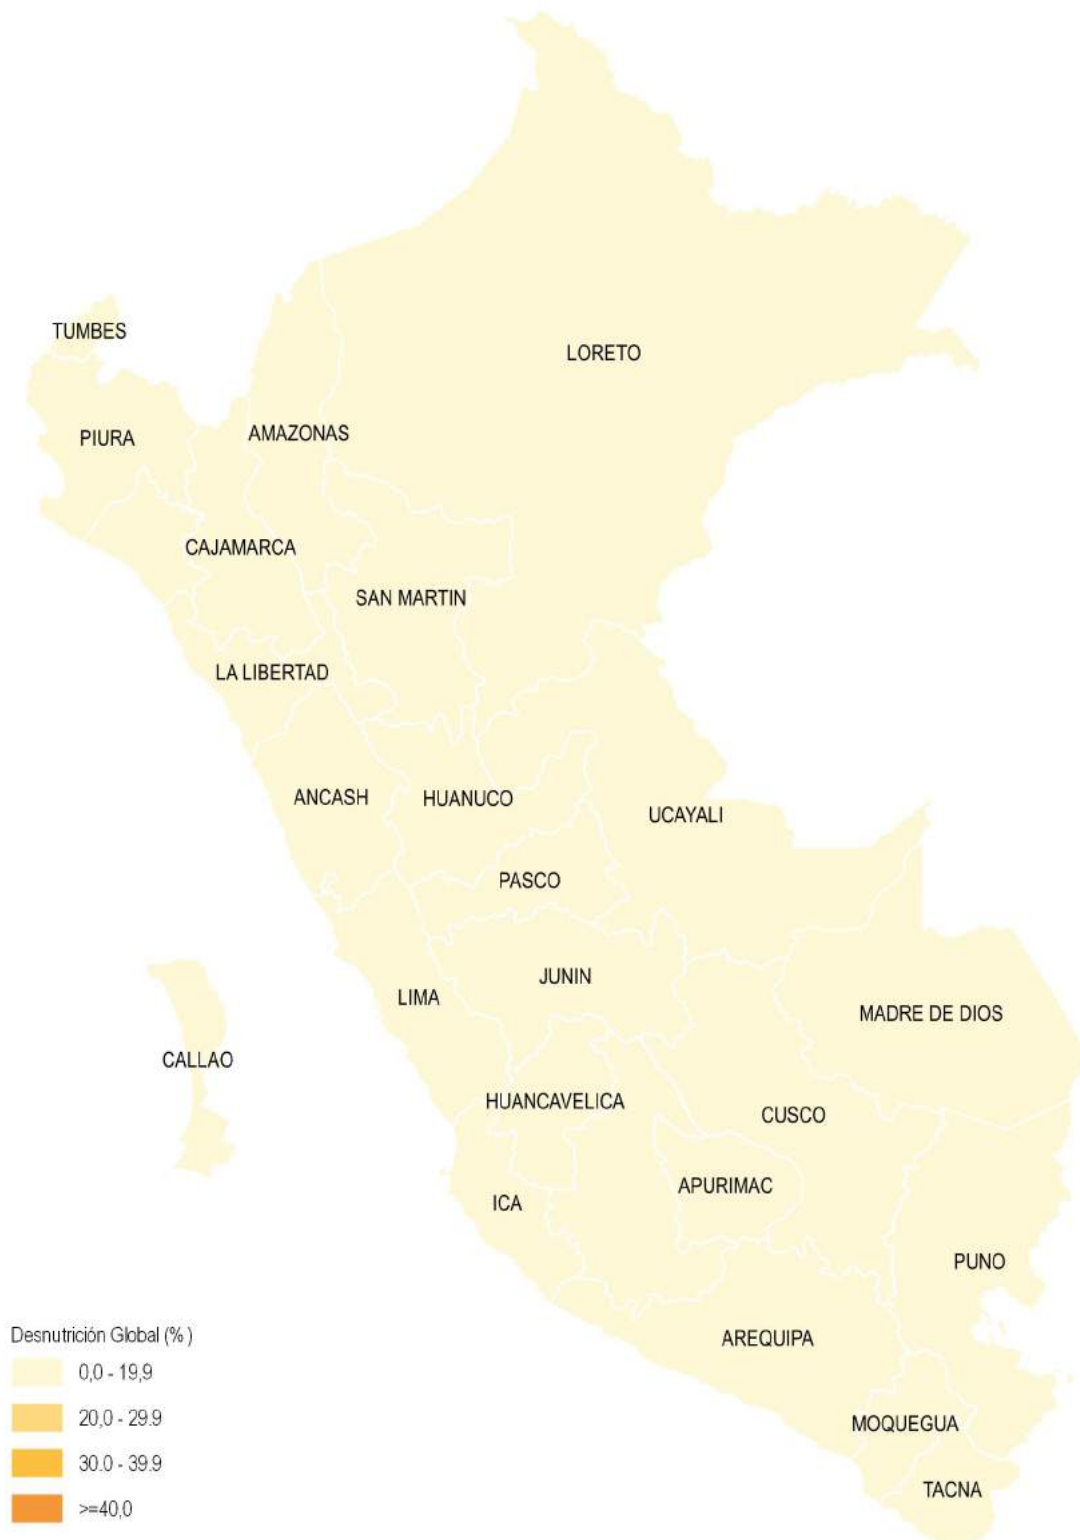 TUMBES
LORETO
PIURA
AMAZONAS
CAJAMARCA
SAN MARTIN
LA LIBERTAD
ANCASH
HUANUCO
UCAYALI
PASCO
JUNIN
LIMA
MADRE DE DIOS
CALLAO
HUANCAVELICA
CUSCO
APURIMAC
ICA
PUNO
AREQUIPA
MOQUEGUA
TACNA
Desnutrición Global (%)
0,0 - 19,9
20,0 - 29.9
30.0 - 39.9
>=40,0